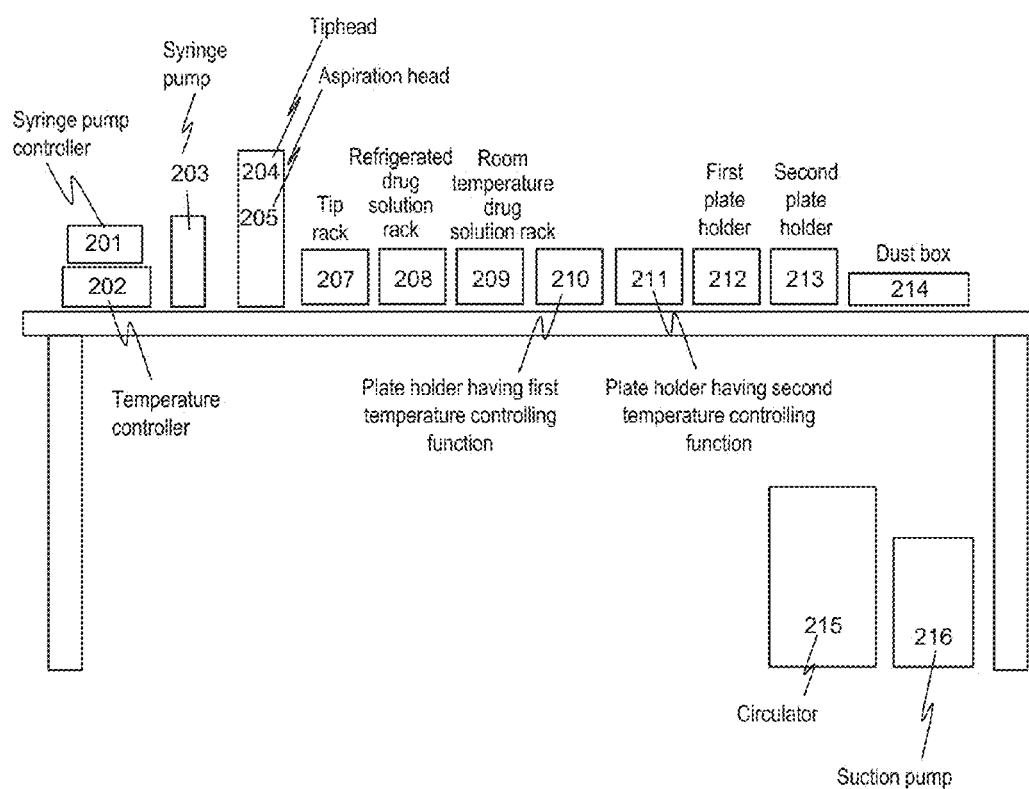 Tiphead
Syringe
pump
Aspiration head
Syringe pump
controller
203
204
205
Refrigerated
drug
solution
rack
Room
temperature
drug
solution rack
First
plate
holder
Second
plate
holder
Tip
rack
Dust box
201
202
207
208
209
210
211
212
213
214
Temperature
controller
Plate holder having first
temperature controlling
function
Plate holder having second
temperature controlling
function
215
216
Circulator
Suction pump